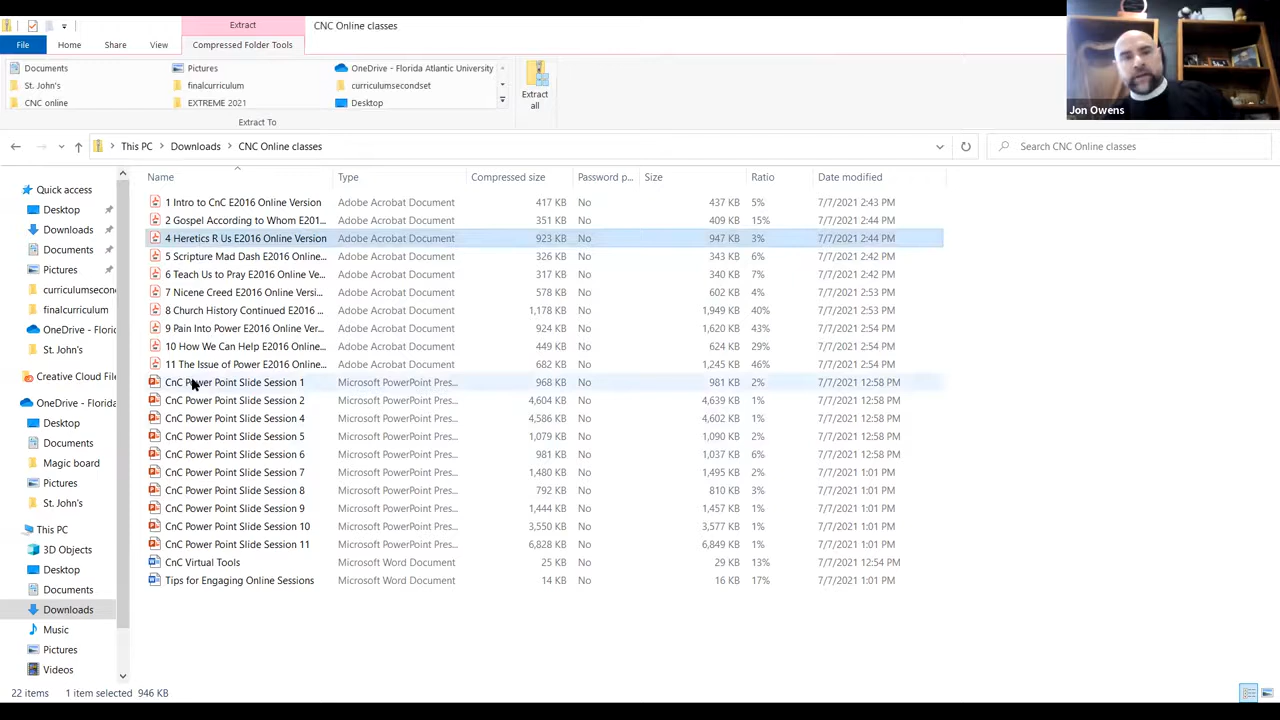 Extract
CNC Online classes
File
Home
Share
View
Compressed Folder Tools
Documents
Pictures
OneDrive - Florida Atlantic University
St. John's
finalcurriculum
curriculumsecondset
CNC online
EXTREME 2021
Desktop
Extract To
Extract
all
Jon Owens
This PC > Downloads > CNC Online classes
Search CNC Online classes
Name Type Compressed size Password p... Size Ratio Date modified
1 Intro to CnC E2016 Online Version Adobe Acrobat Document 417 KB No 437 KB 5% 7/7/2021 2:43 PM
2 Gospel According to Whom E201... Adobe Acrobat Document 351 KB No 409 KB 15% 7/7/2021 2:44 PM
4 Heretics R Us E2016 Online Version Adobe Acrobat Document 923 KB No 947 KB 3% 7/7/2021 2:44 PM
5 Scripture Mad Dash E2016 Online... Adobe Acrobat Document 326 KB No 343 KB 6% 7/7/2021 2:42 PM
6 Teach Us to Pray E2016 Online Ve... Adobe Acrobat Document 317 KB No 340 KB 7% 7/7/2021 2:42 PM
7 Nicene Creed E2016 Online Versi... Adobe Acrobat Document 578 KB No 602 KB 4% 7/7/2021 2:53 PM
8 Church History Continued E2016 ... Adobe Acrobat Document 1,178 KB No 1,949 KB 40% 7/7/2021 2:53 PM
9 Pain Into Power E2016 Online Ver... Adobe Acrobat Document 924 KB No 1,620 KB 43% 7/7/2021 2:54 PM
10 How We Can Help E2016 Online... Adobe Acrobat Document 449 KB No 624 KB 29% 7/7/2021 2:54 PM
11 The Issue of Power E2016 Online... Adobe Acrobat Document 682 KB No 1,245 KB 46% 7/7/2021 2:54 PM
CnC Power Point Slide Session 1 Microsoft PowerPoint Pres... 968 KB No 981 KB 2% 7/7/2021 12:58 PM
CnC Power Point Slide Session 2 Microsoft PowerPoint Pres... 4,604 KB No 4,639 KB 1% 7/7/2021 12:58 PM
CnC Power Point Slide Session 4 Microsoft PowerPoint Pres... 4,586 KB No 4,602 KB 1% 7/7/2021 12:58 PM
CnC Power Point Slide Session 5 Microsoft PowerPoint Pres... 1,079 KB No 1,090 KB 2% 7/7/2021 12:58 PM
CnC Power Point Slide Session 6 Microsoft PowerPoint Pres... 981 KB No 1,037 KB 6% 7/7/2021 12:58 PM
CnC Power Point Slide Session 7 Microsoft PowerPoint Pres... 1,480 KB No 1,495 KB 2% 7/7/2021 1:01 PM
CnC Power Point Slide Session 8 Microsoft PowerPoint Pres... 792 KB No 810 KB 3% 7/7/2021 1:01 PM
CnC Power Point Slide Session 9 Microsoft PowerPoint Pres... 1,444 KB No 1,457 KB 1% 7/7/2021 1:01 PM
CnC Power Point Slide Session 10 Microsoft PowerPoint Pres... 3,550 KB No 3,577 KB 1% 7/7/2021 1:01 PM
CnC Power Point Slide Session 11 Microsoft PowerPoint Pres... 6,828 KB No 6,849 KB 1% 7/7/2021 1:01 PM
CnC Virtual Tools Microsoft Word Document 25 KB No 29 KB 13% 7/7/2021 12:54 PM
Tips for Engaging Online Sessions Microsoft Word Document 14 KB No 16 KB 17% 7/7/2021 1:01 PM
Quick access
Desktop
Downloads
Documents
Pictures
curriculumsecon
finalcurriculum
OneDrive - Flori
St. John's
Creative Cloud File
OneDrive - Florida
Desktop
Documents
Magic board
Pictures
St. John's
This PC
3D Objects
Desktop
Documents
Downloads
Music
Pictures
Videos
22 items 1 item selected 946 KB